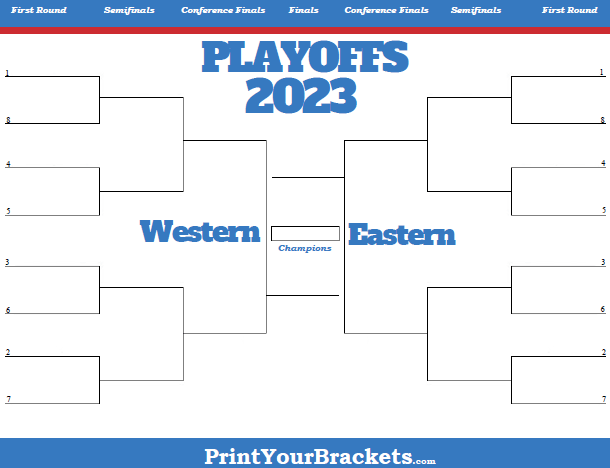 First Round Semifinals Conference Finals Finals Conference Finals Semifinals First Round
PLAYOFFS
2023
1 1
8 8
4 4
5 5
Western Eastern
Champions
3 3
6 6
2 2
7 7
PrintYourBrackets.com